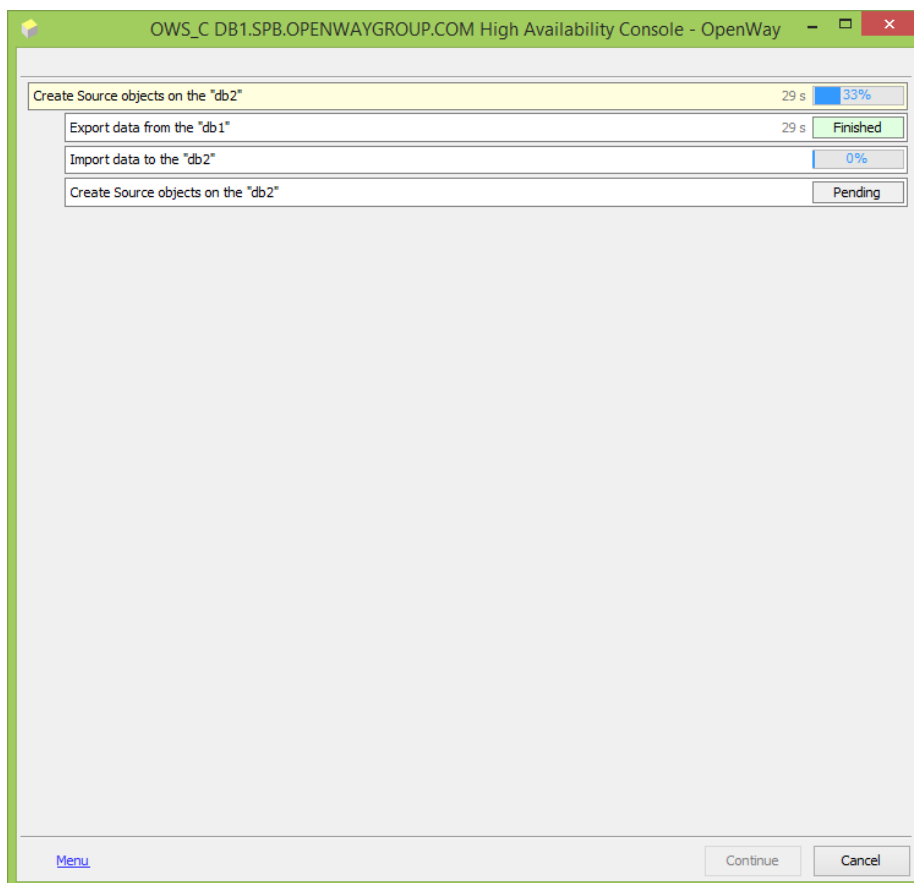 OWS_C DB1.SPB.OPENWAYGROUP.COM High Availability Console - OpenWay
Create Source objects on the "db2" 29 s 33%
Export data from the "db1" 29 s Finished
Import data to the "db2" 0%
Create Source objects on the "db2" Pending
Menu Continue Cancel